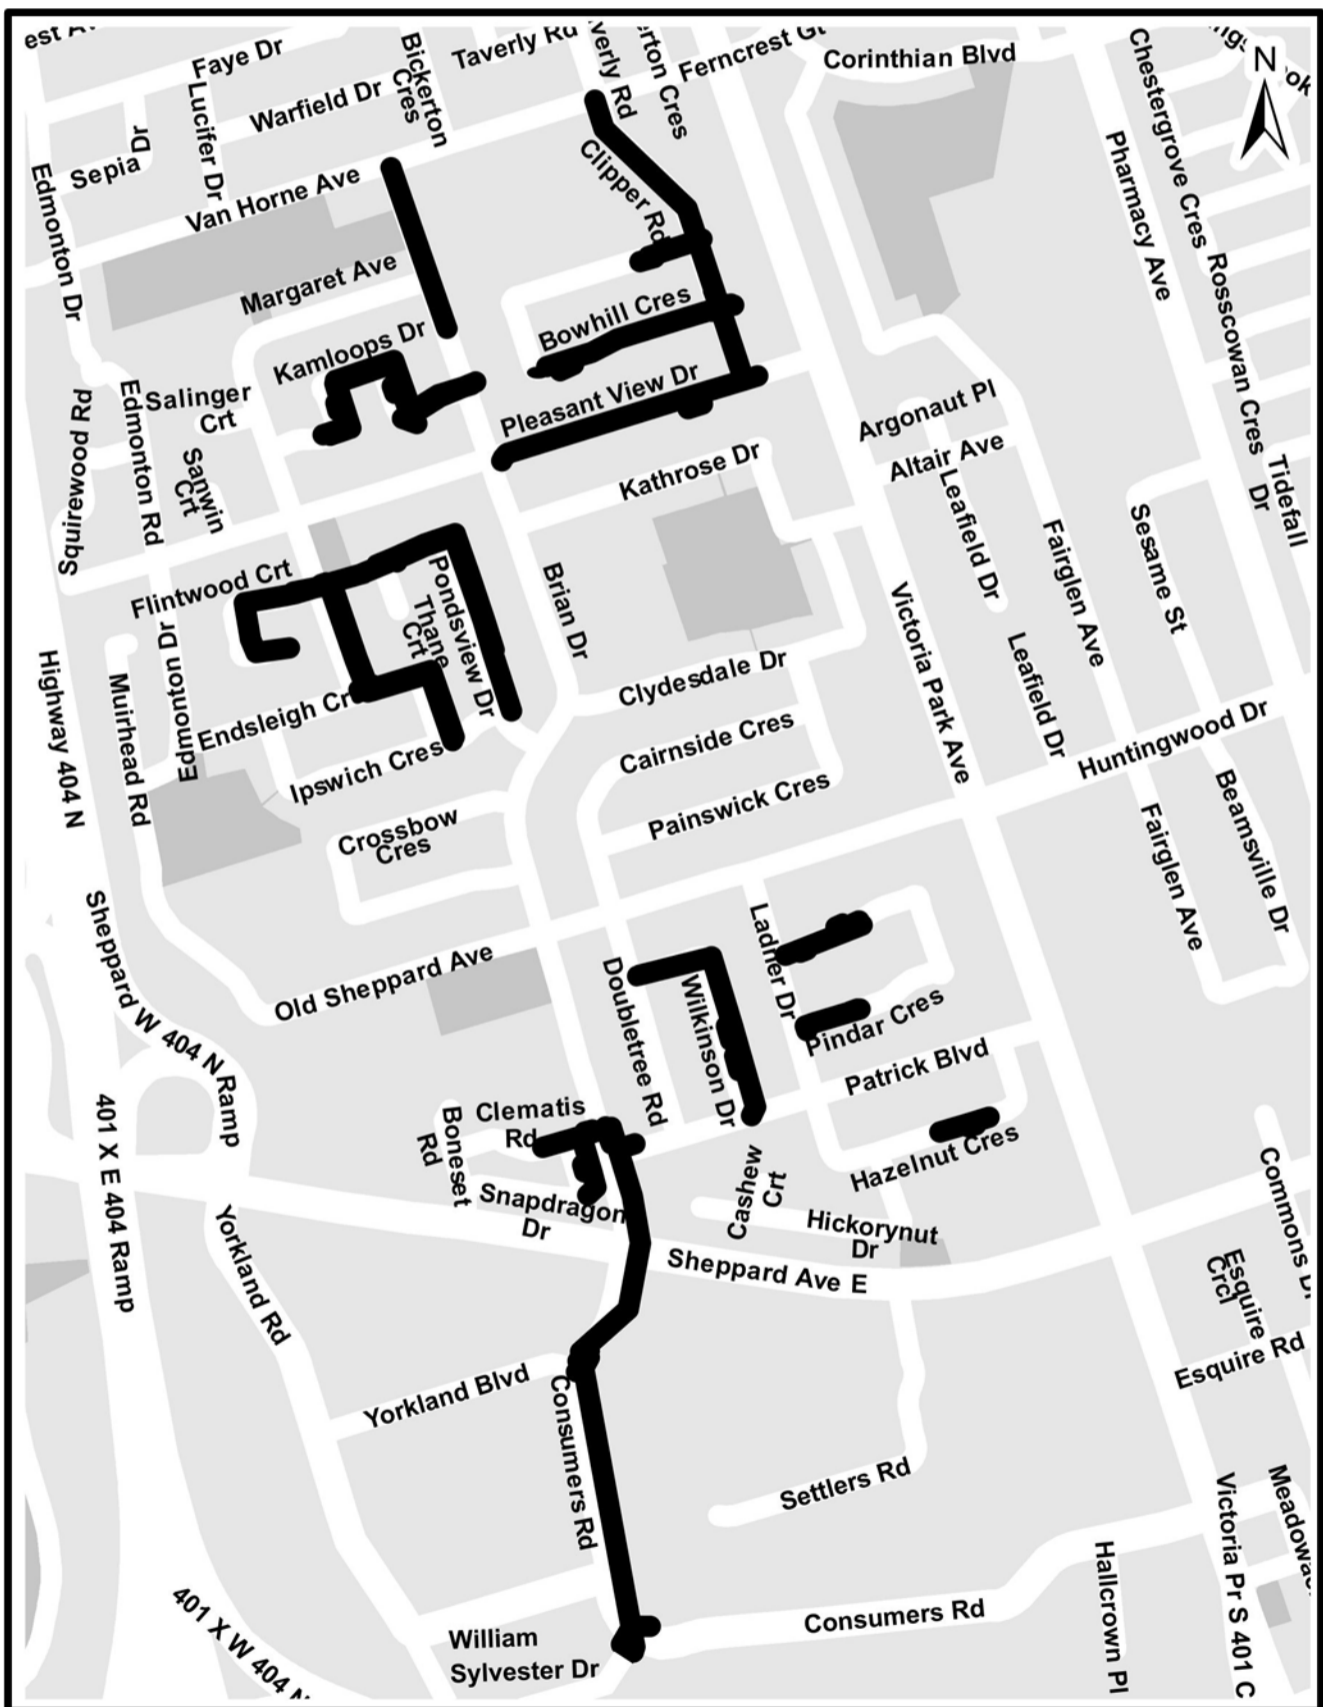 Faye Dr
Bickerton
Cres
Taverly Rd
Ferncrest
Corinthian Blvd
N
Chestergrove Cres
Lucifer Dr
Warfield Dr
Sepia
Dr
Edmonton Dr
Van Horne Ave
Clipper Rd
Pharmacy Ave
Margaret Ave
Rosscowan Cres
Bowhill Cres
Kamloops Dr
Salinger
Crt
Squirewood Rd
Edmonton Rd
Pleasant View Dr
Argonaut Pl
Altair Ave
Sanwin
Crt
Kathrose Dr
Leafield Dr
Tidefall
Dr
Sesame St
Fairglen Ave
Flintwood Crt
Pondsview Dr
Thane
Crt
Brian Dr
Victoria Park Ave
Edmonton Dr
Highway 404 N
Muirhead Rd
Leafield Dr
Clydesdale Dr
Endsleigh
Cairnside Cres
Huntingwood Dr
Ipswich Cres
Painswick Cres
Crossbow
Cres
Beamsville Dr
Fairglen Ave
Sheppard W 404 N Ramp
Ladner Dr
Old Sheppard Ave
Doubletree Rd
Wilkinson Dr
Pindar Cres
Patrick Blvd
401 X E 404 Ramp
Clematis
Rd
Boneset
Rd
Hazelnut Cres
Cashew
Crt
Snapdragon
Dr
Hickorynut
Dr
Commons
Yorkland Rd
Sheppard Ave E
Esquire
Crcl
Esquire Rd
Yorkland Blvd
Consumers Rd
Settlers Rd
Victoria Pr S 401 C
Hallcrown Pl
401 X W 404
Consumers Rd
William
Sylvester Dr